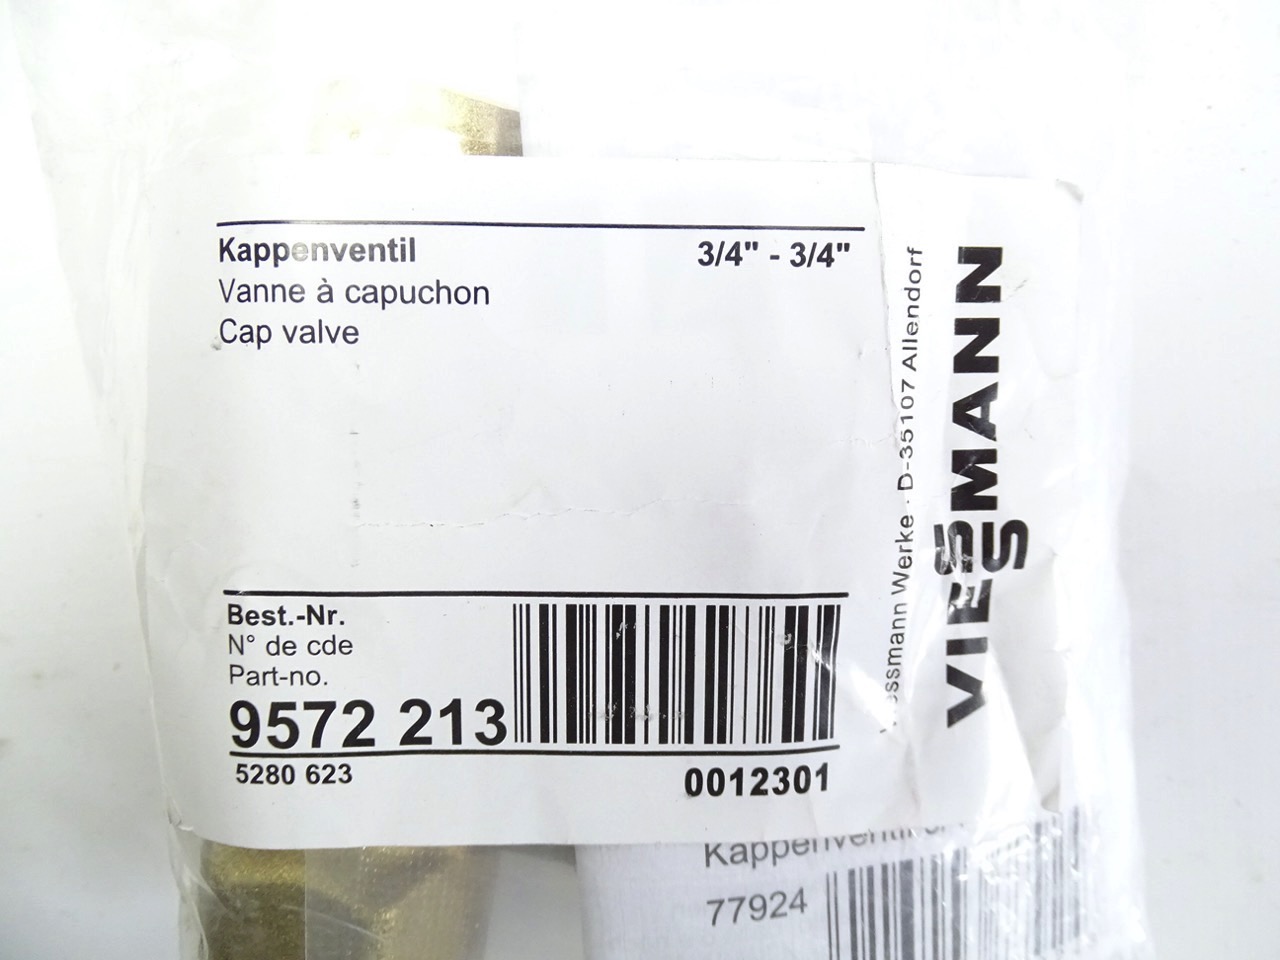 Kappenventil 3/4" - 3/4"
Vanne à capuchon
Cap valve
Best.-Nr.
N° de cde
Part-no.
9572 213
5280 623 0012301
Werke · D-35107 Allendorf
VIESSMANN
Kappenventil
77924